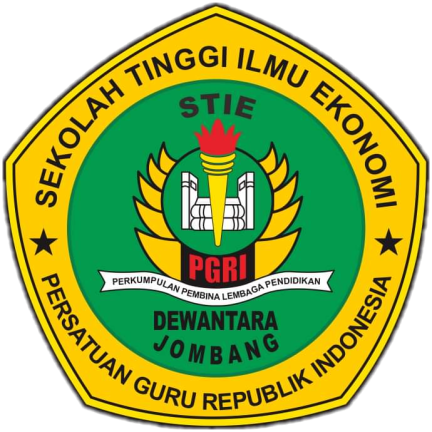 SEKOLAH TINGGI ILMU EKONOMI
STIE
PGRI
PERKUMPULAN PEMBINA LEMBAGA PENDIDIKAN
DEWANTARA
JOMBANG
PERSATUAN GURU REPUBLIK INDONESIA